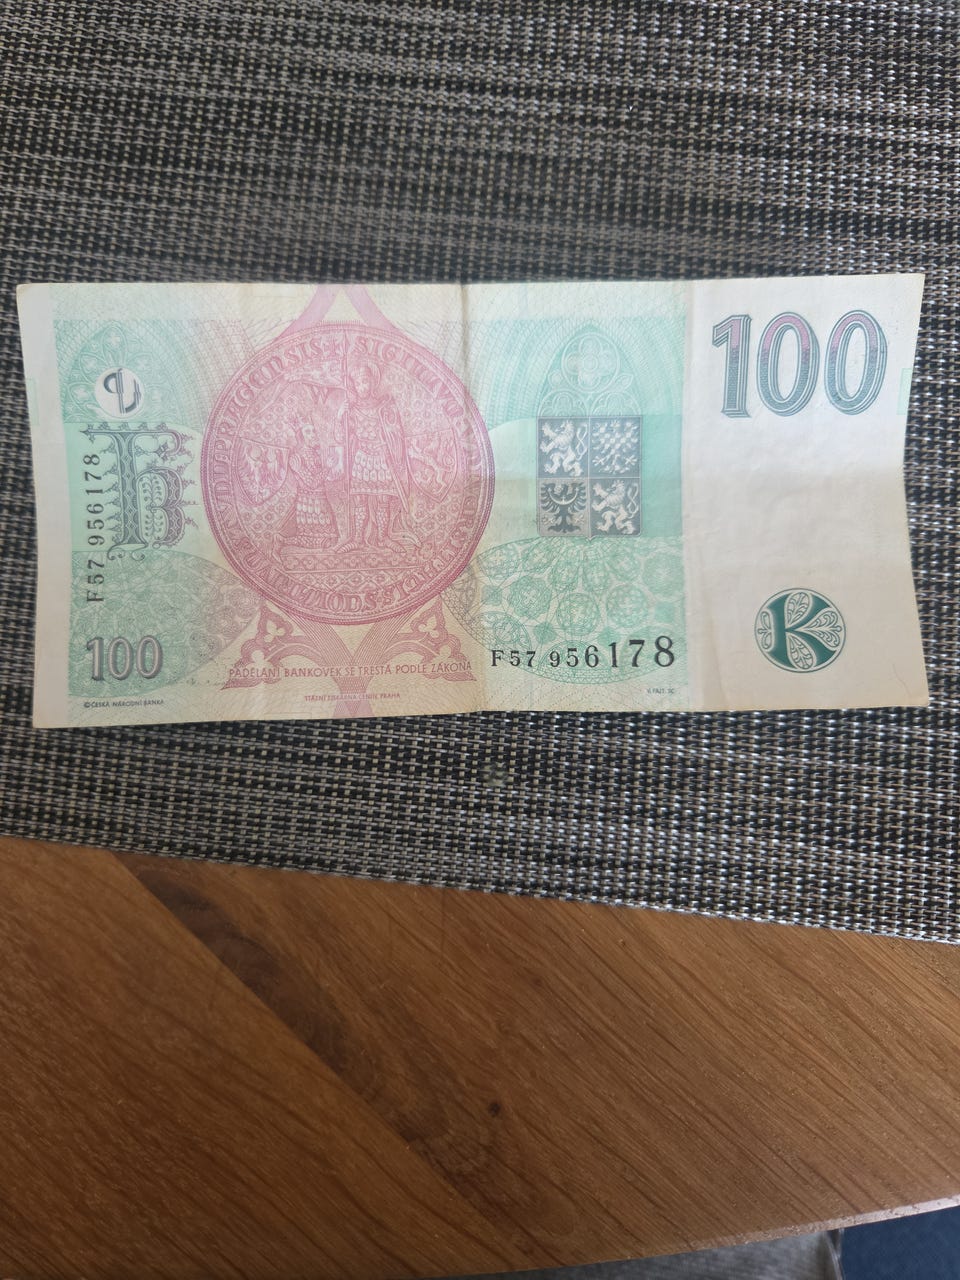 100
SIGILLVM
F57 956178
100
F57 956178
K
PADĚLÁNÍ BANKOVEK SE TRESTÁ PODLE ZÁKONA
STÁTNÍ TISKÁRNA CENIN, PRAHA
© ČESKÁ NÁRODNÍ BANKA